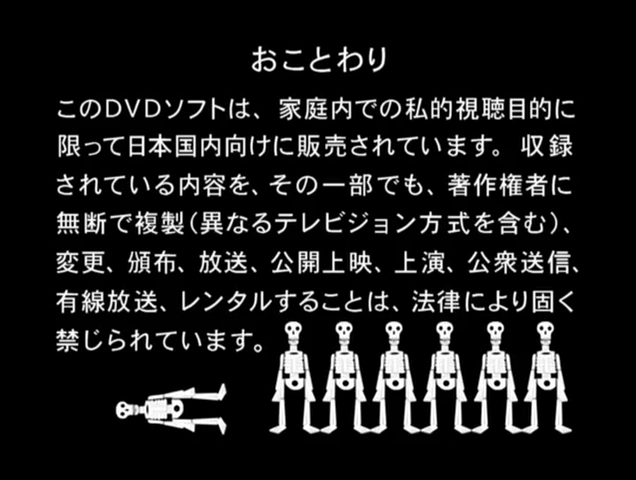 おことわり
このDVDソフトは、家庭内での私的視聴目的に
限って日本国内向けに販売されています。収録
されている内容を、その一部でも、著作権者に
無断で複製(異なるテレビジョン方式を含む)、
変更、頒布、放送、公開上映、上演、公衆送信、
有線放送、レンタルすることは、法律により固く
禁じられています。